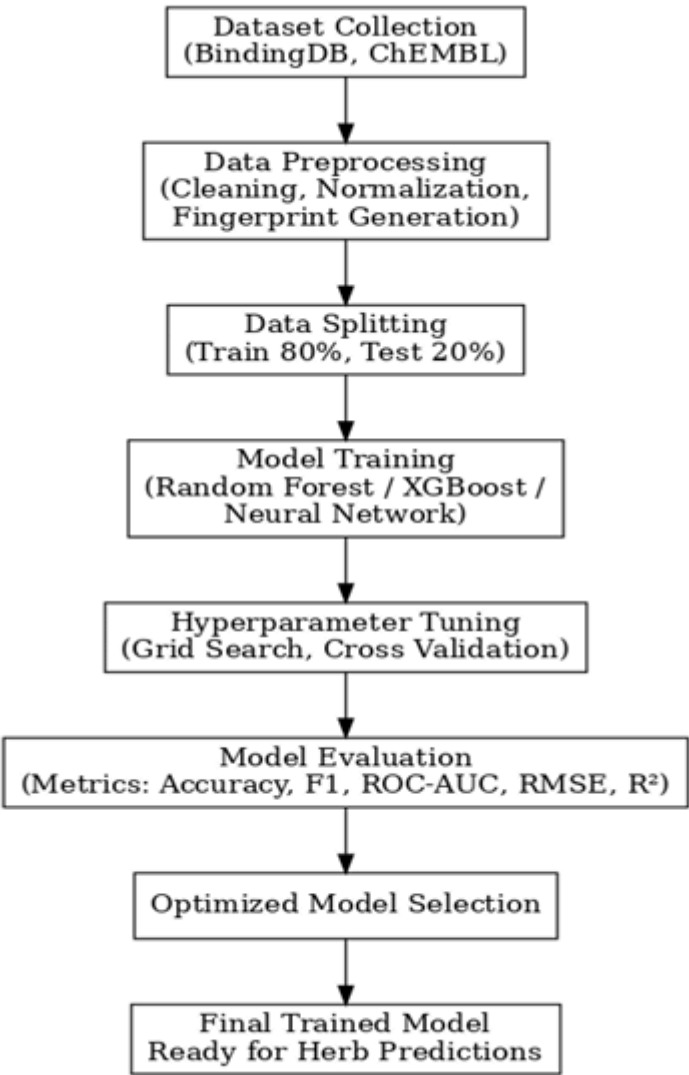 Dataset Collection
(BindingDB, ChEMBL)
Data Preprocessing
(Cleaning, Normalization,
Fingerprint Generation)
Data Splitting
(Train 80%, Test 20%)
Model Training
(Random Forest / XGBoost /
Neural Network)
Hyperparameter Tuning
(Grid Search, Cross Validation)
Model Evaluation
(Metrics: Accuracy, F1, ROC-AUC, RMSE, R²)
Optimized Model Selection
Final Trained Model
Ready for Herb Predictions